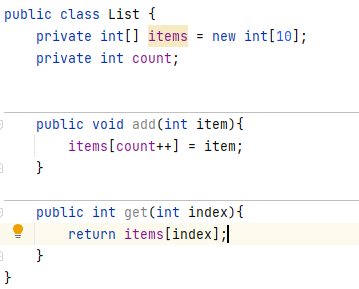 public class List {
    private int[] items = new int[10];
    private int count;
    public void add(int item){
        items[count++] = item;
    }
    public int get(int index){
        return items[index];
    }
}